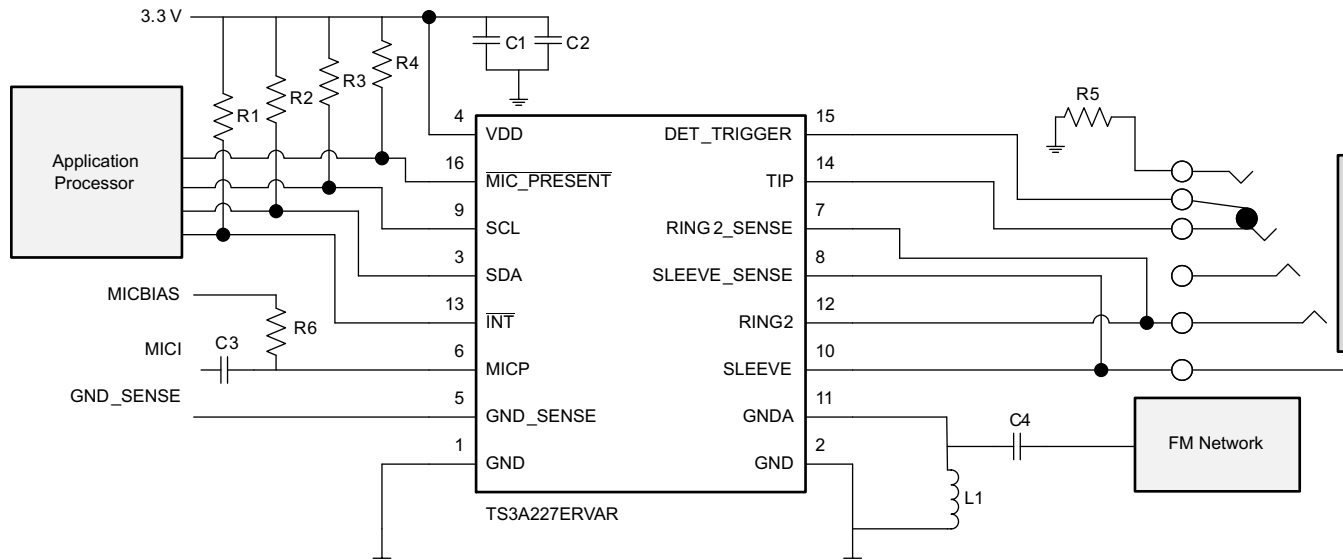 3.3 V
C1
C2
R4
R3
R2
R1
R5
Application
Processor
4
VDD
16
MIC_PRESENT
9
SCL
3
SDA
13
INT
6
MICP
5
GND_SENSE
1
GND
15
DET_TRIGGER
14
TIP
7
RING2_SENSE
8
SLEEVE_SENSE
12
RING2
10
SLEEVE
11
GNDA
2
GND
MICBIAS
R6
MICI
C3
GND_SENSE
C4
FM Network
L1
TS3A227ERVAR